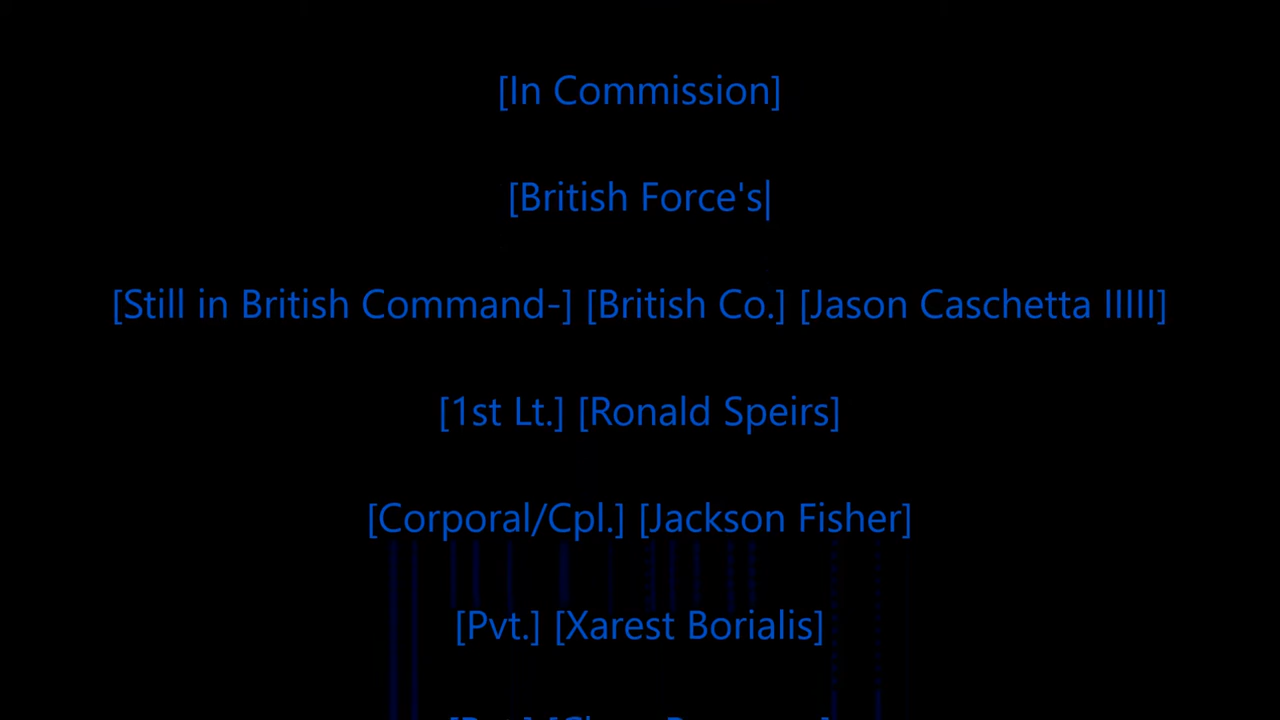 [In Commission]
[British Force's|
[Still in British Command-] [British Co.] [Jason Caschetta IIIII]
[1st Lt.] [Ronald Speirs]
[Corporal/Cpl.] [Jackson Fisher]
[Pvt.] [Xarest Borialis]